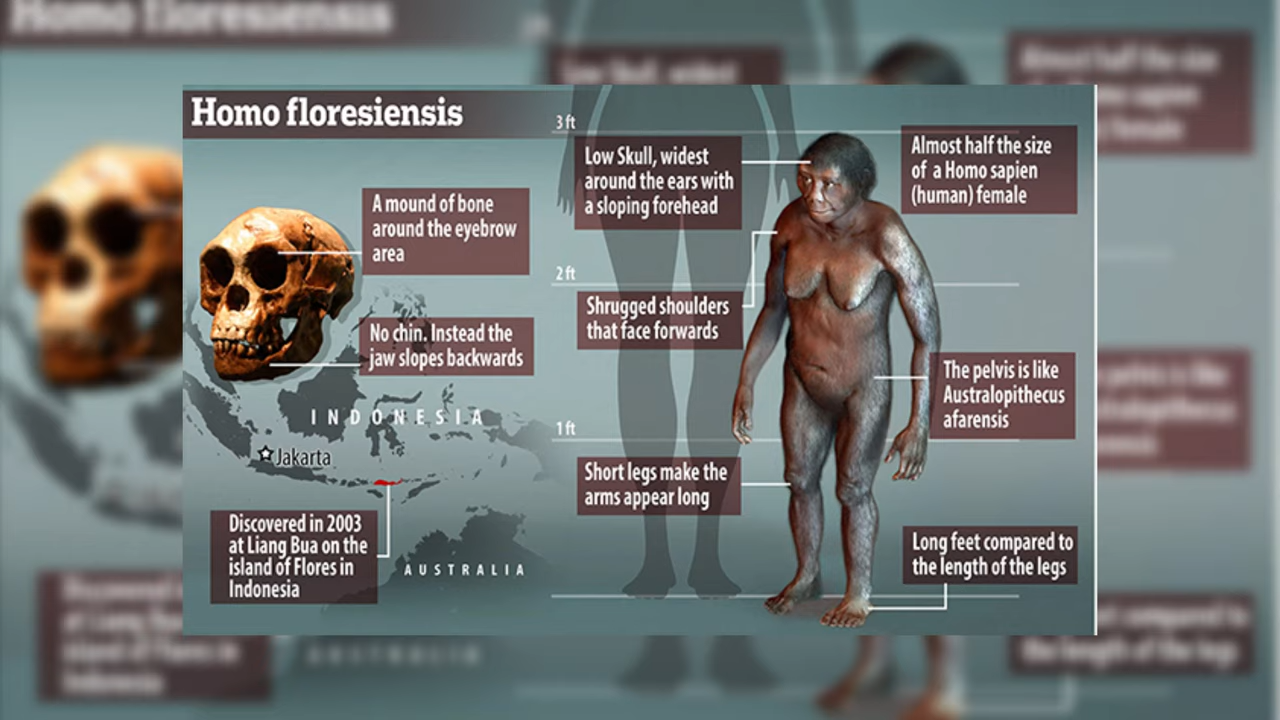 Homo floresiensis
A mound of bone
around the eyebrow
area
No chin. Instead the
jaw slopes backwards
INDONESIA
Jakarta
Discovered in 2003
at Liang Bua on the
island of Flores in
Indonesia
AUSTRALIA
3 ft
Low Skull, widest
around the ears with
a sloping forehead
2 ft
Shrugged shoulders
that face forwards
1 ft
Short legs make the
arms appear long
Almost half the size
of a Homo sapien
(human) female
The pelvis is like
Australopithecus
afarensis
Long feet compared to
the length of the legs